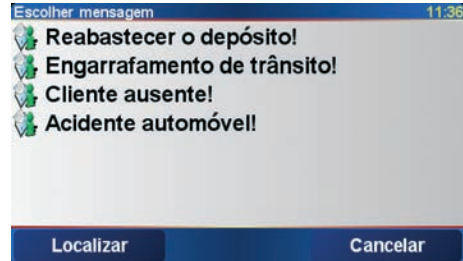 Escolher mensagem 11:36
Reabastecer o depósito!
Engarrafamento de trânsito!
Cliente ausente!
Acidente automóvel!
Localizar Cancelar